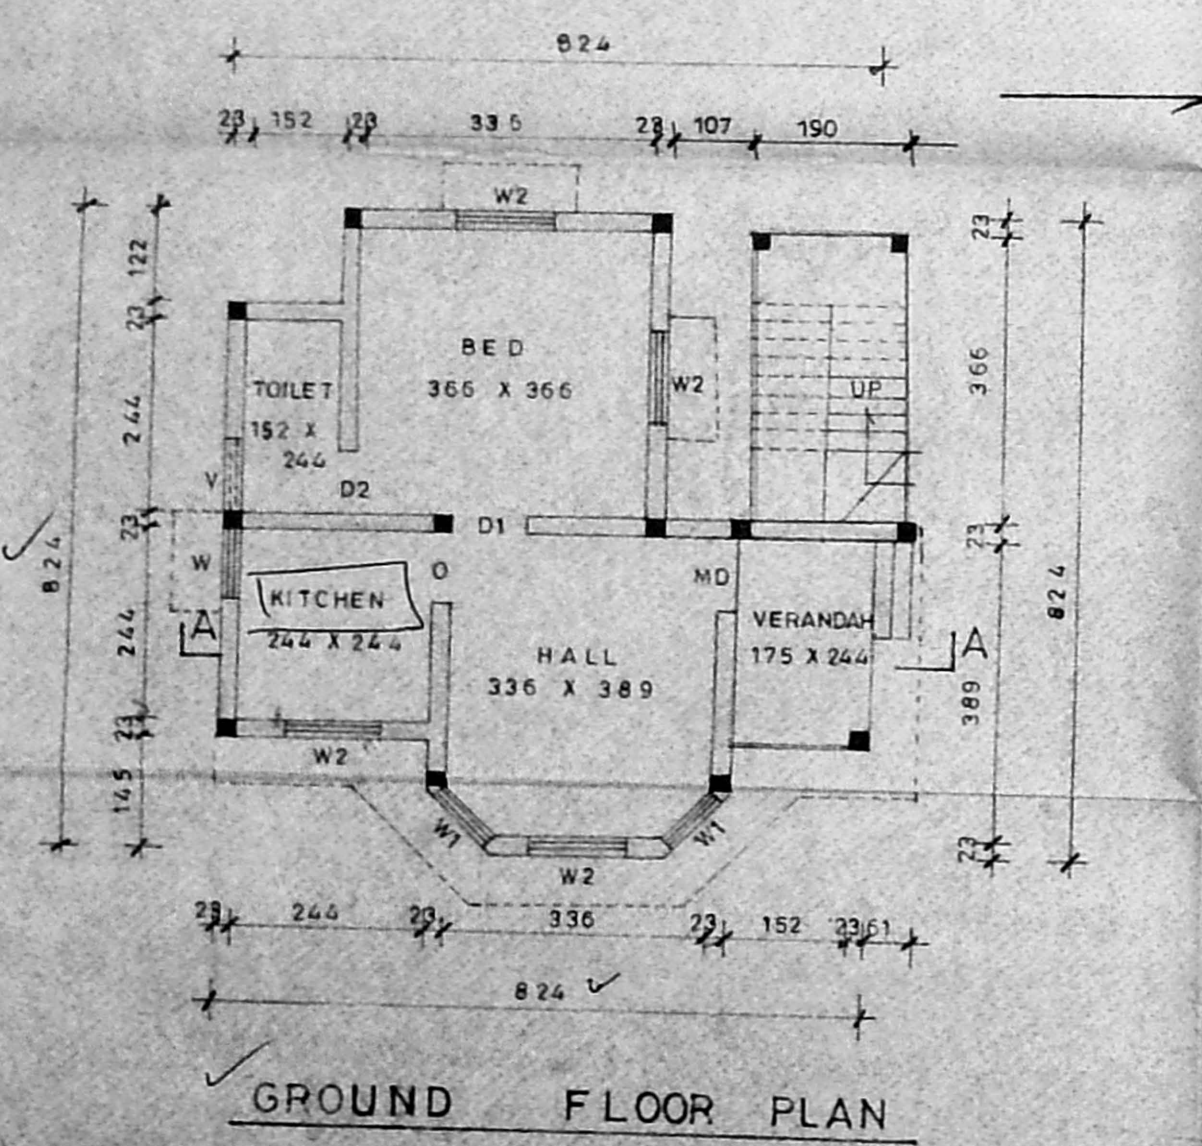 824
23 152 23 336 23 107 190
W2
23
122
23
BED
366 X 366
TOILET
152 X
244
W2
UP
366
244
V
D2
D1
23
23
824
W
O
MD
824
KITCHEN
244 X 244
VERANDAH
175 X 244
A
A
HALL
336 X 389
244
389
23
W2
145
W1
W1
W2
23
23 244 23 336 23 152 23 61
824
GROUND FLOOR PLAN